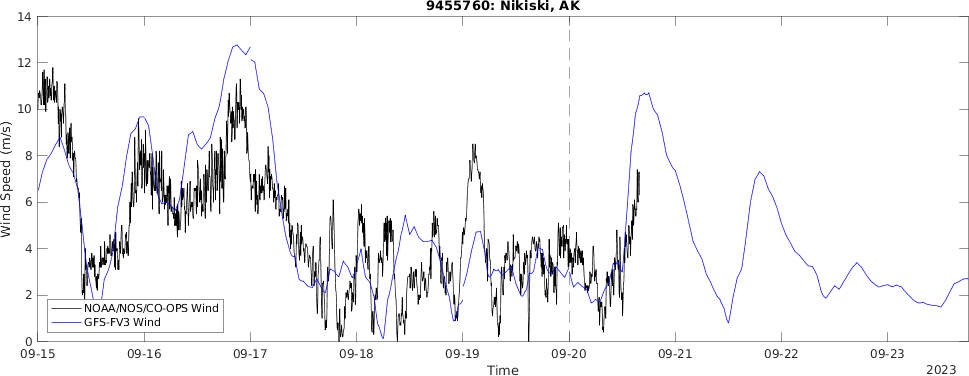 9455760: Nikiski, AK
14
12
10
8
6
4
2
0
Wind Speed (m/s)
NOAA/NOS/CO-OPS Wind
GFS-FV3 Wind
09-15 09-16 09-17 09-18 09-19 09-20 09-21 09-22 09-23
Time
2023